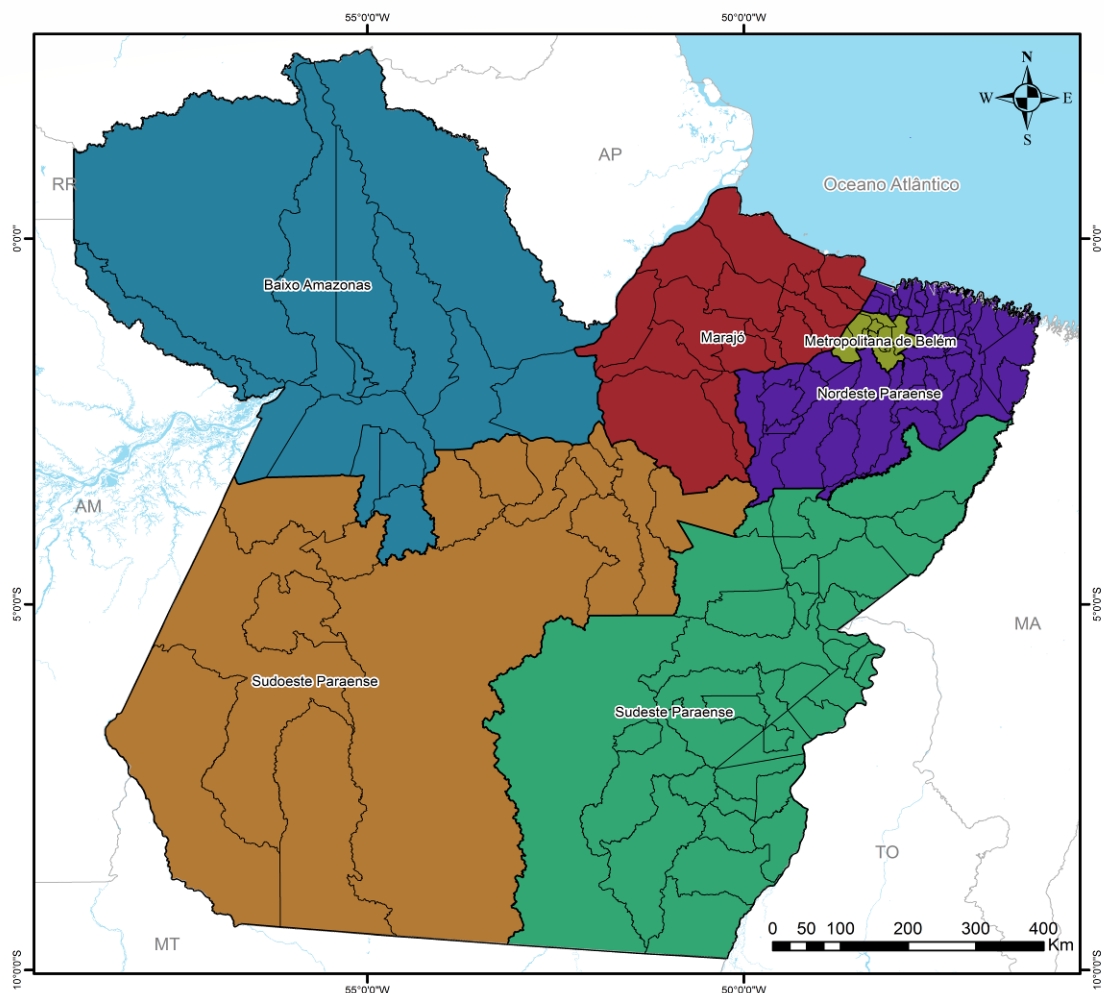 55°0'0"W
50°0'0"W
N
W
E
S
AP
RR
Oceano Atlântico
0°0'0"
0°0'0"
Baixo Amazonas
Marajó
Metropolitana de Belém
Nordeste Paraense
AM
5°0'0"S
5°0'0"S
MA
Sudoeste Paraense
Sudeste Paraense
TO
MT
0 50 100 200 300 400
Km
10°0'0"S
10°0'0"S
55°0'0"W
50°0'0"W